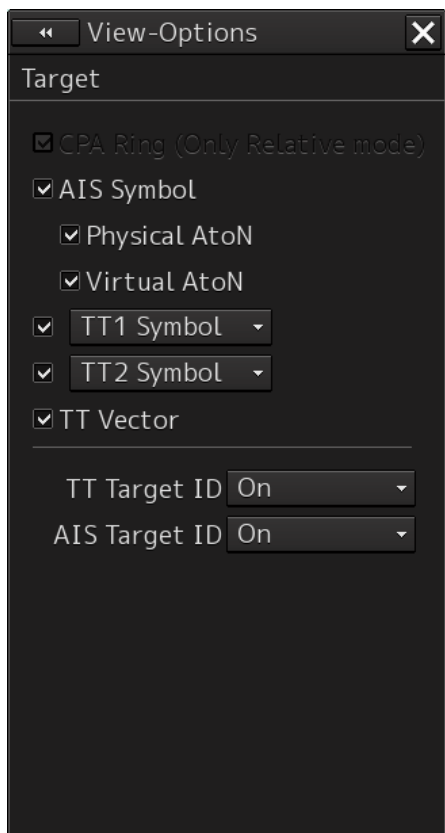 View-Options
Target
CPA Ring (Only Relative mode)
AIS Symbol
Physical AtoN
Virtual AtoN
TT1 Symbol
TT2 Symbol
TT Vector
TT Target ID On
AIS Target ID On